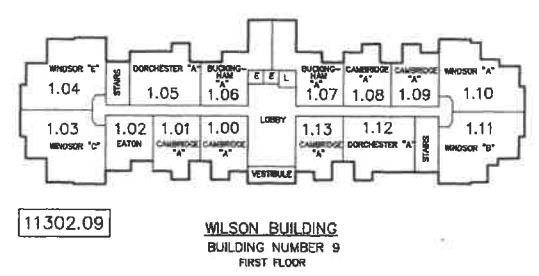 WINDSOR "E"
1.04
STAIRS
DORCHESTER "A"
1.05
BUCKING-
HAM
"A"
1.06
E E L
BUCKING-
HAM
"A"
1.07
CAMBRIDGE
"A"
1.08
CAMBRIDGE
"A"
1.09
WINDSOR "A"
1.10
1.03
WINDSOR "C"
1.02
EATON
1.01
CAMBRIDGE
"A"
1.00
CAMBRIDGE
"A"
LOBBY
VESTIBULE
1.13
CAMBRIDGE
"A"
1.12
DORCHESTER "A"
STAIRS
1.11
WINDSOR "B"
11302.09
WILSON BUILDING
BUILDING NUMBER 9
FIRST FLOOR